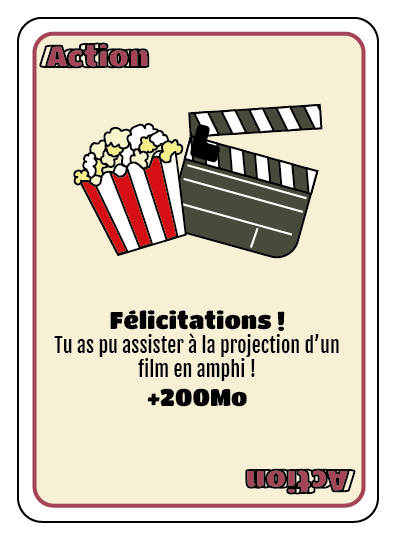 Action
Félicitations !
Tu as pu assister à la projection d'un
film en amphi !
+200Mo
Action